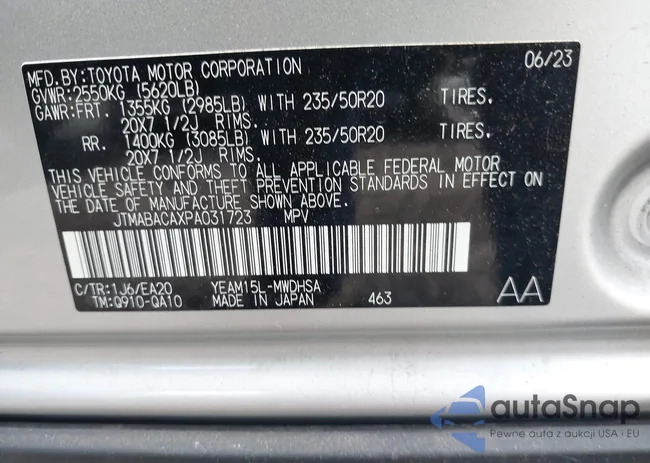 MFD.BY:TOYOTA MOTOR CORPORATION 06/23
GVWR:2550KG (5620LB)
GAWR:FRT. 1355KG (2985LB) WITH 235/50R20 TIRES.
20X7 1/2J RIMS.
RR. 1400KG (3085LB) WITH 235/50R20 TIRES.
20X7 1/2J RIMS.
THIS VEHICLE CONFORMS TO ALL APPLICABLE FEDERAL MOTOR
VEHICLE SAFETY AND THEFT PREVENTION STANDARDS IN EFFECT ON
THE DATE OF MANUFACTURE SHOWN ABOVE.
JTMABACAXPA031723 MPV
C/TR:1J6/EA20 YEAM15L-MWDHSA
TM:Q910-QA10 MADE IN JAPAN 463 AA
autaSnap
Pewne auta z aukcji USA • EU